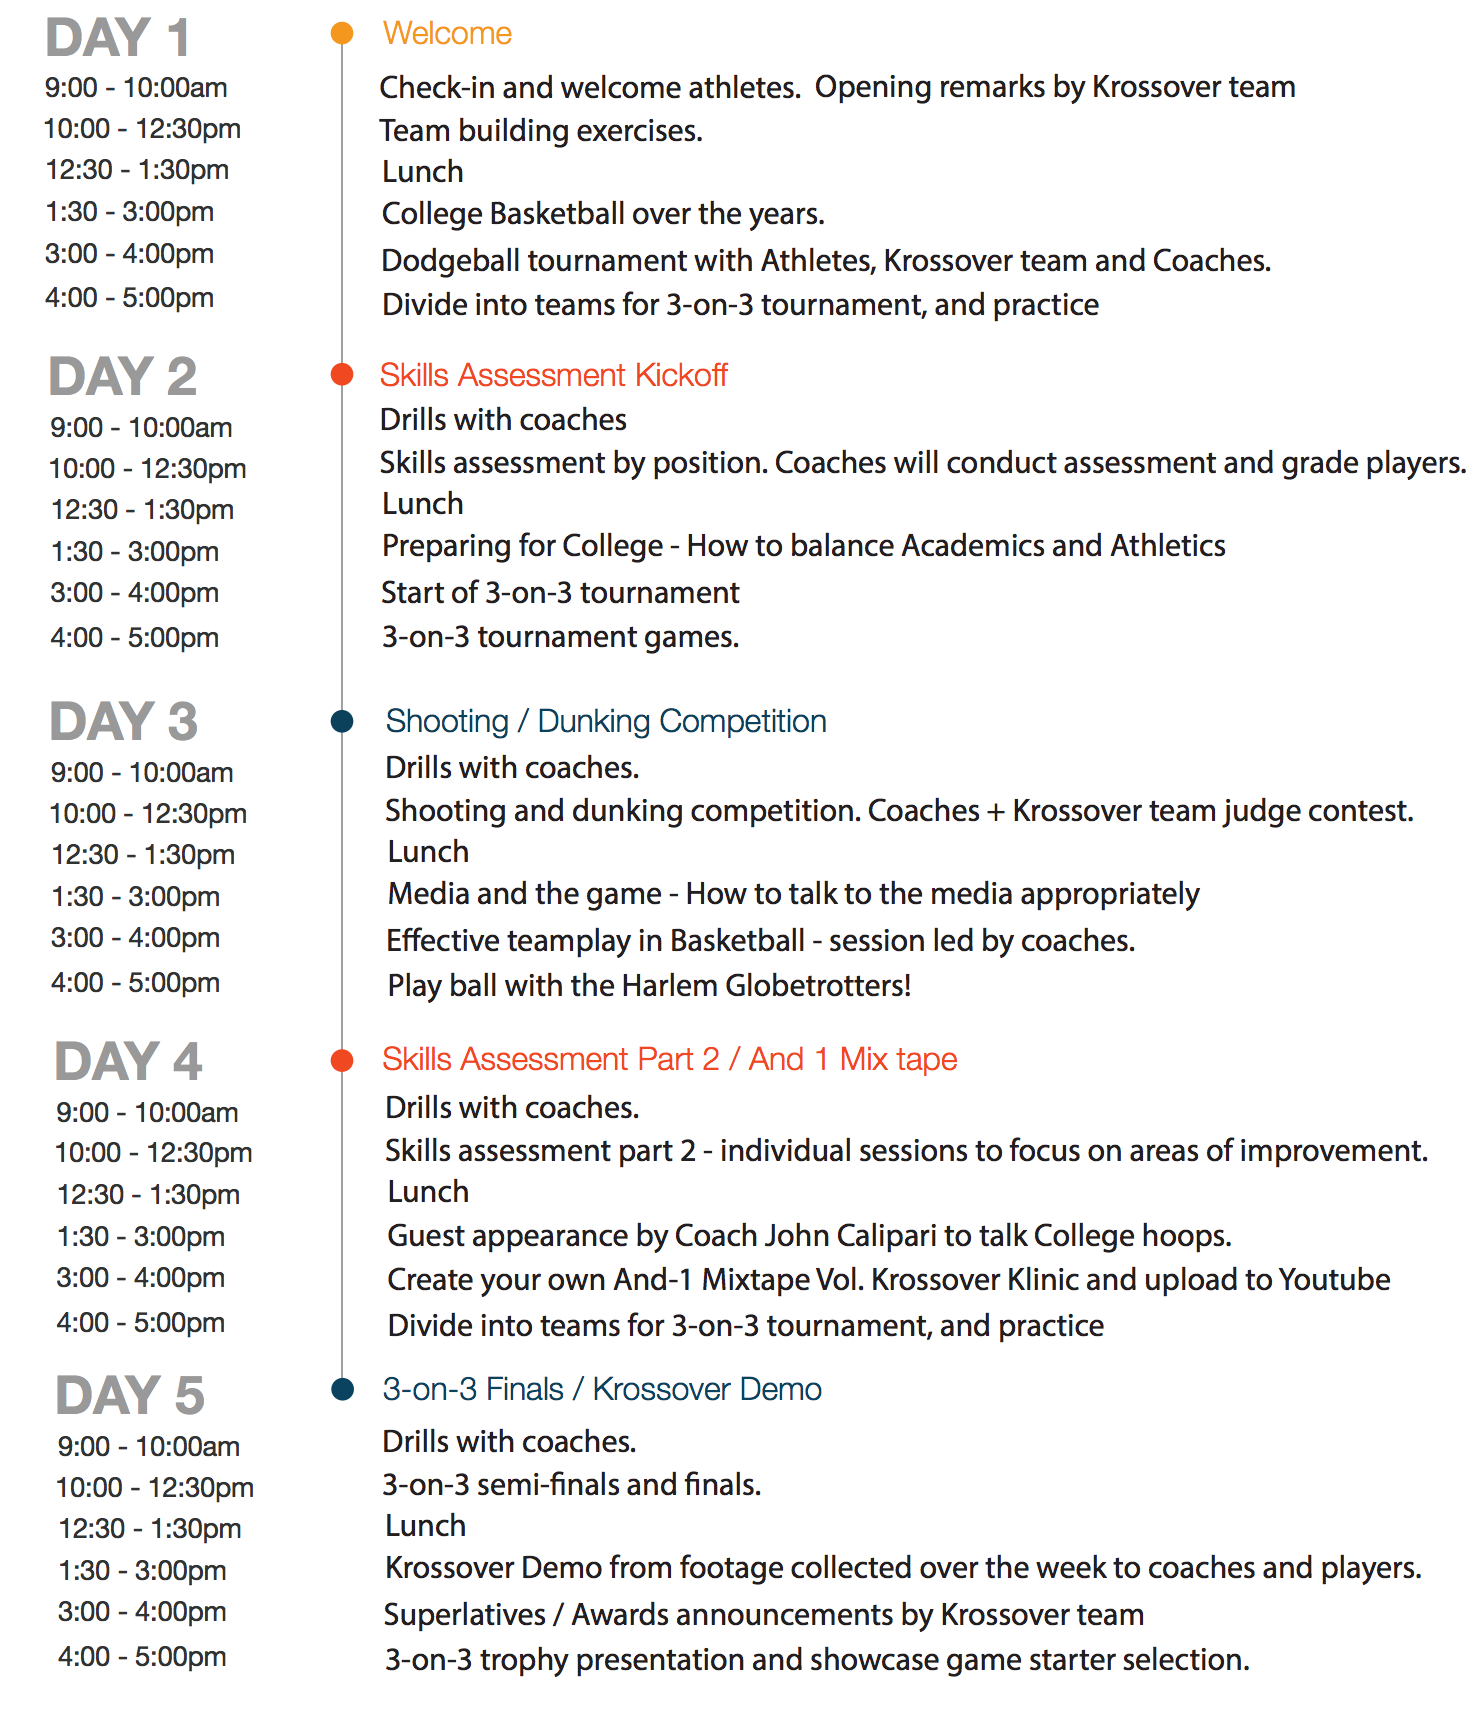 DAY 1 Welcome
9:00 - 10:00am Check-in and welcome athletes. Opening remarks by Krossover team
10:00 - 12:30pm Team building exercises.
12:30 - 1:30pm Lunch
1:30 - 3:00pm College Basketball over the years.
3:00 - 4:00pm Dodgeball tournament with Athletes, Krossover team and Coaches.
4:00 - 5:00pm Divide into teams for 3-on-3 tournament, and practice
DAY 2 Skills Assessment Kickoff
9:00 - 10:00am Drills with coaches
10:00 - 12:30pm Skills assessment by position. Coaches will conduct assessment and grade players.
12:30 - 1:30pm Lunch
1:30 - 3:00pm Preparing for College - How to balance Academics and Athletics
3:00 - 4:00pm Start of 3-on-3 tournament
4:00 - 5:00pm 3-on-3 tournament games.
DAY 3 Shooting / Dunking Competition
9:00 - 10:00am Drills with coaches.
10:00 - 12:30pm Shooting and dunking competition. Coaches + Krossover team judge contest.
12:30 - 1:30pm Lunch
1:30 - 3:00pm Media and the game - How to talk to the media appropriately
3:00 - 4:00pm Effective teamplay in Basketball - session led by coaches.
4:00 - 5:00pm Play ball with the Harlem Globetrotters!
DAY 4 Skills Assessment Part 2 / And 1 Mix tape
9:00 - 10:00am Drills with coaches.
10:00 - 12:30pm Skills assessment part 2 - individual sessions to focus on areas of improvement.
12:30 - 1:30pm Lunch
1:30 - 3:00pm Guest appearance by Coach John Calipari to talk College hoops.
3:00 - 4:00pm Create your own And-1 Mixtape Vol. Krossover Klinic and upload to Youtube
4:00 - 5:00pm Divide into teams for 3-on-3 tournament, and practice
DAY 5 3-on-3 Finals / Krossover Demo
9:00 - 10:00am Drills with coaches.
10:00 - 12:30pm 3-on-3 semi-finals and finals.
12:30 - 1:30pm Lunch
1:30 - 3:00pm Krossover Demo from footage collected over the week to coaches and players.
3:00 - 4:00pm Superlatives / Awards announcements by Krossover team
4:00 - 5:00pm 3-on-3 trophy presentation and showcase game starter selection.